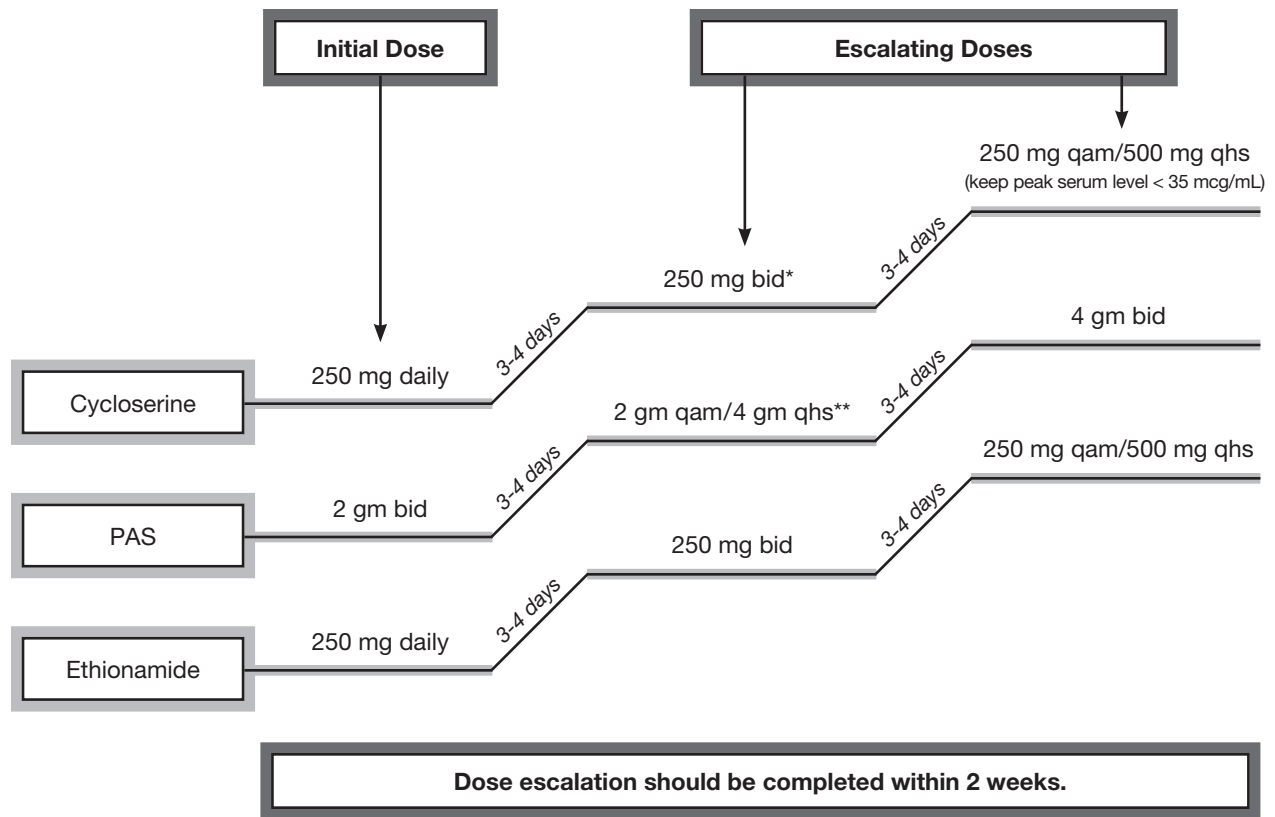 Initial Dose
Escalating Doses
250 mg qam/500 mg qhs
(keep peak serum level < 35 mcg/mL)
3-4 days
250 mg bid*
3-4 days
250 mg daily
Cycloserine
4 gm bid
3-4 days
2 gm qam/4 gm qhs**
3-4 days
2 gm bid
PAS
250 mg qam/500 mg qhs
3-4 days
250 mg bid
3-4 days
250 mg daily
Ethionamide
Dose escalation should be completed within 2 weeks.